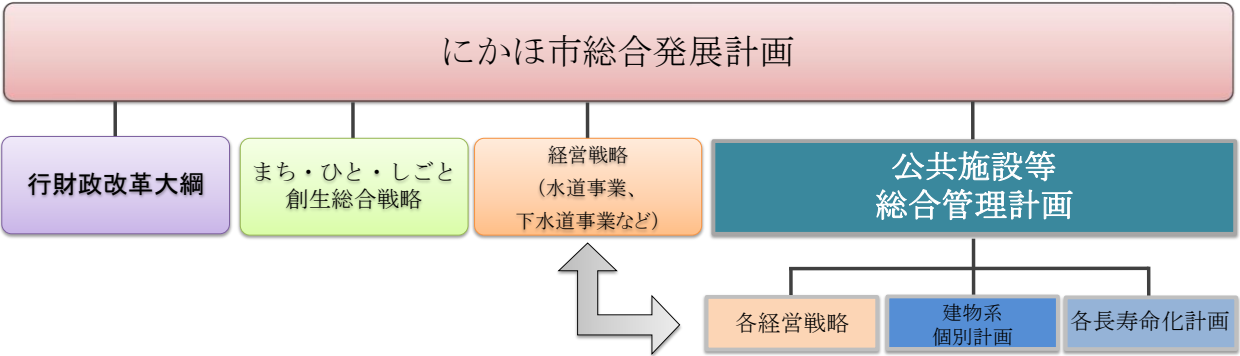 にかほ市総合発展計画
行財政改革大綱
まち・ひと・しごと
創生総合戦略
経営戦略
（水道事業、
下水道事業など）
公共施設等
総合管理計画
各経営戦略
建物系
個別計画
各長寿命化計画